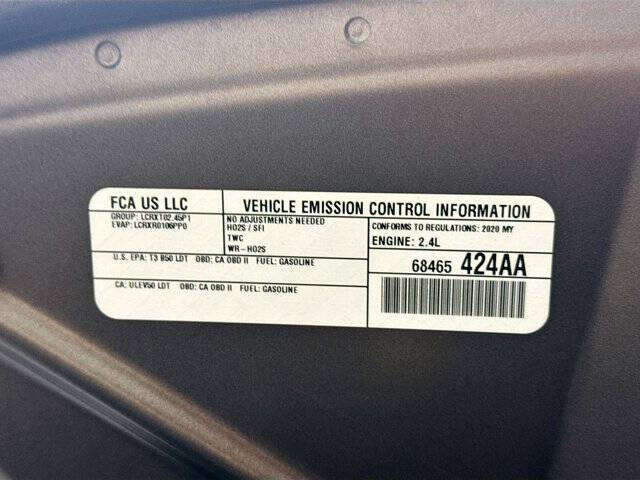 FCA US LLC
VEHICLE EMISSION CONTROL INFORMATION
GROUP: LCRXT02.45P1
EVAP: LCRXR0106PP0
NO ADJUSTMENTS NEEDED
HO2S / SFI
TWC
WR-HO2S
CONFORMS TO REGULATIONS: 2020 MY
ENGINE: 2.4L
U.S. EPA: T3 B50 LDT OBD: CA OBD II FUEL: GASOLINE
CA: ULEV50 LDT OBD: CA OBD II FUEL: GASOLINE
68465 424AA